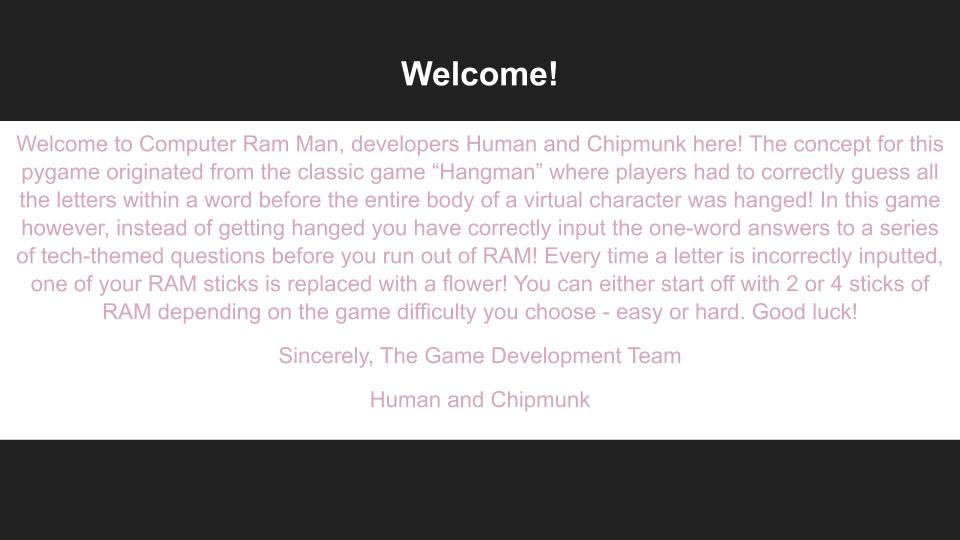 Welcome!
Welcome to Computer Ram Man, developers Human and Chipmunk here! The concept for this
pygame originated from the classic game “Hangman” where players had to correctly guess all
the letters within a word before the entire body of a virtual character was hanged! In this game
however, instead of getting hanged you have correctly input the one-word answers to a series
of tech-themed questions before you run out of RAM! Every time a letter is incorrectly inputted,
one of your RAM sticks is replaced with a flower! You can either start off with 2 or 4 sticks of
RAM depending on the game difficulty you choose - easy or hard. Good luck!
Sincerely, The Game Development Team
Human and Chipmunk